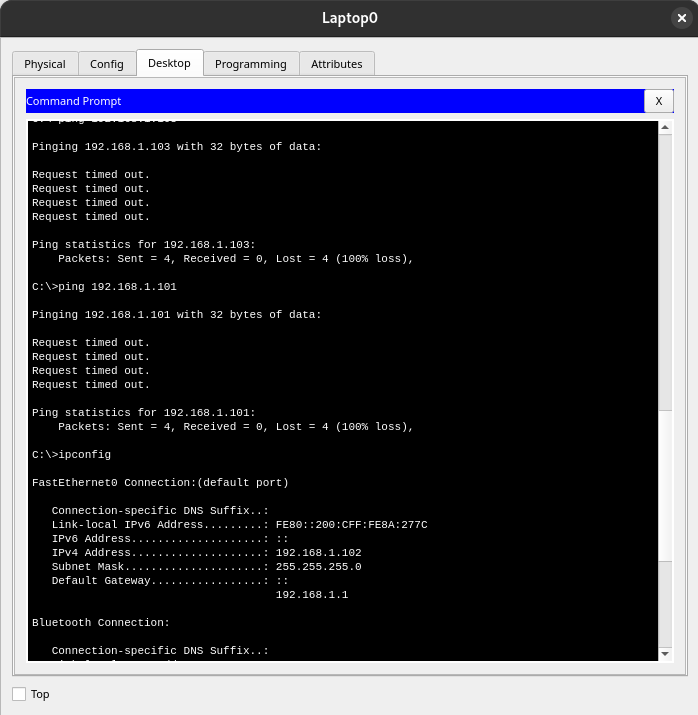 Laptop0
Physical Config Desktop Programming Attributes
Command Prompt X
Pinging 192.168.1.103 with 32 bytes of data:
Request timed out.
Request timed out.
Request timed out.
Request timed out.
Ping statistics for 192.168.1.103:
    Packets: Sent = 4, Received = 0, Lost = 4 (100% loss),
C:\>ping 192.168.1.101
Pinging 192.168.1.101 with 32 bytes of data:
Request timed out.
Request timed out.
Request timed out.
Request timed out.
Ping statistics for 192.168.1.101:
    Packets: Sent = 4, Received = 0, Lost = 4 (100% loss),
C:\>ipconfig
FastEthernet0 Connection:(default port)
   Connection-specific DNS Suffix..:
   Link-local IPv6 Address.........: FE80::200:CFF:FE8A:277C
   IPv6 Address....................: ::
   IPv4 Address....................: 192.168.1.102
   Subnet Mask.....................: 255.255.255.0
   Default Gateway.................: ::
                                     192.168.1.1
Bluetooth Connection:
   Connection-specific DNS Suffix..:
Top